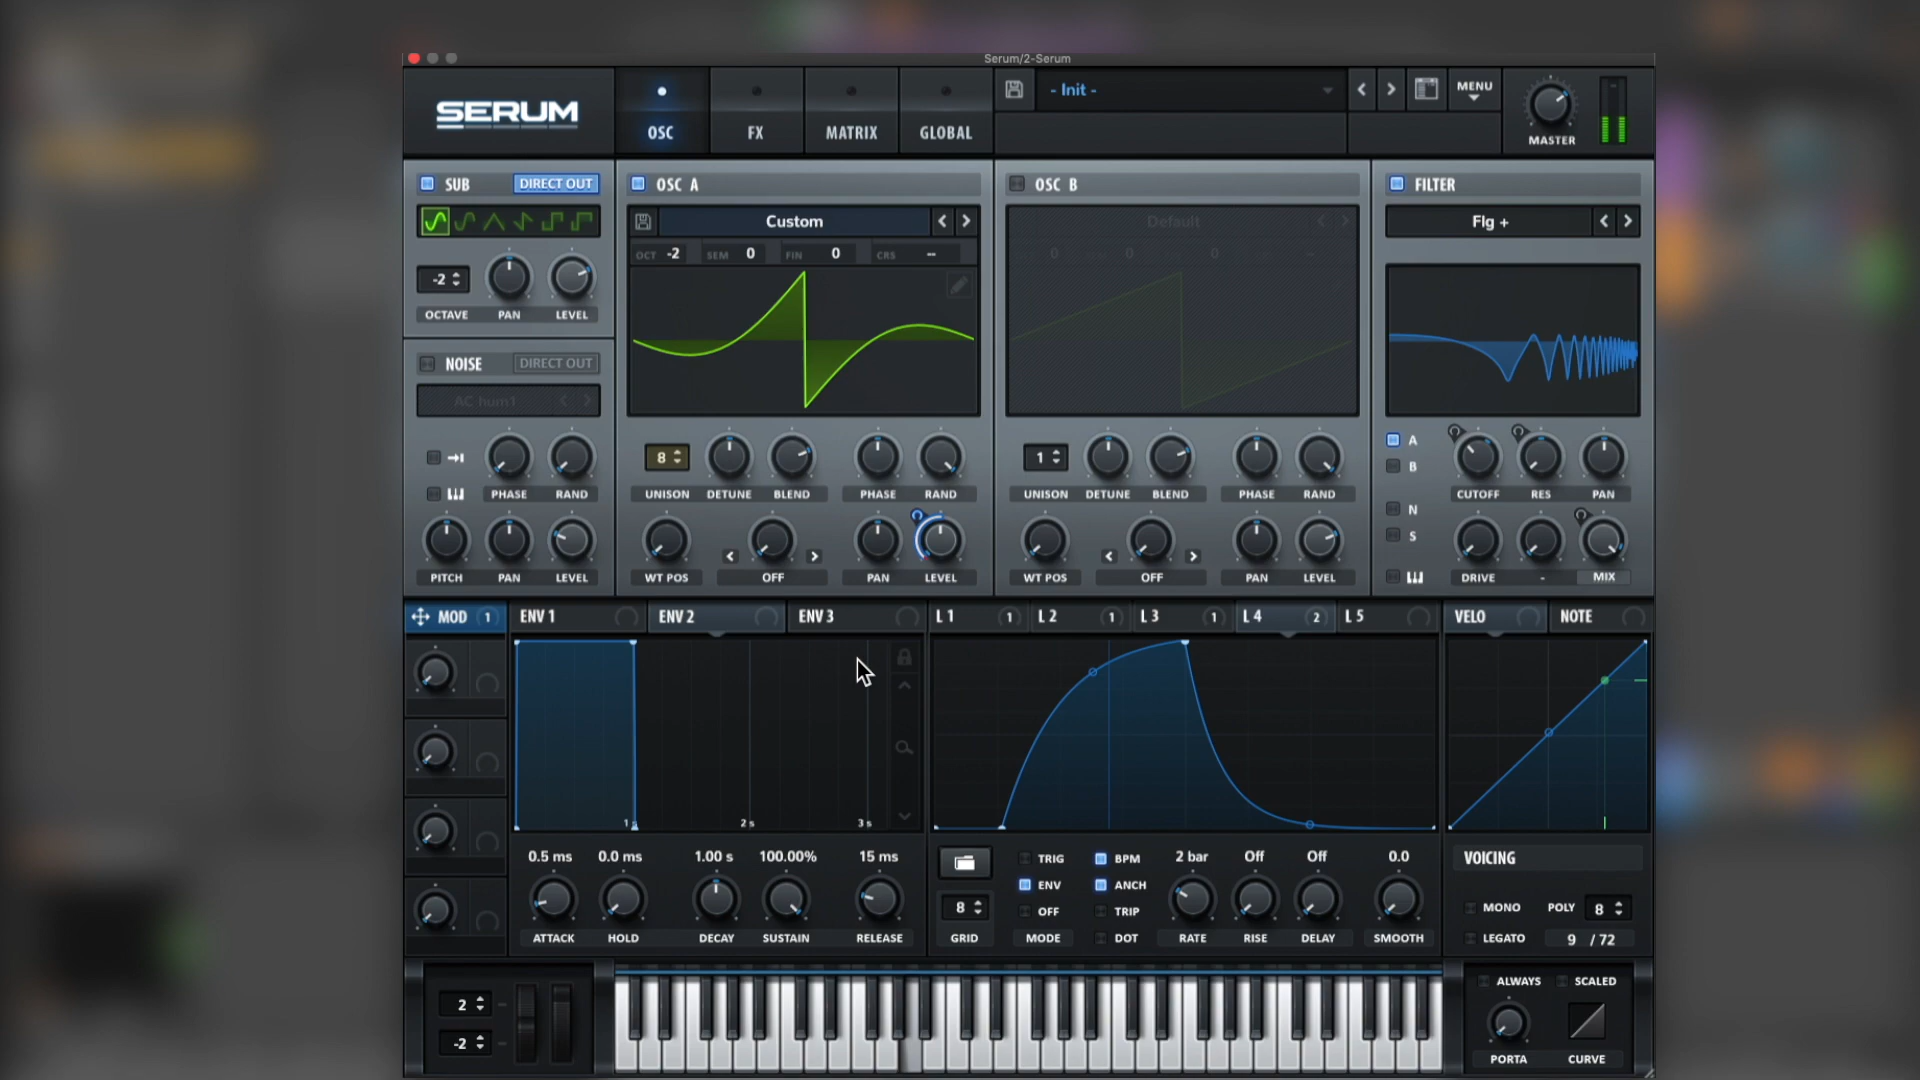 Serum/2-Serum
SERUM
OSC
FX
MATRIX
GLOBAL
- Init -
MENU
MASTER
SUB
DIRECT OUT
-2
OCTAVE
PAN
LEVEL
NOISE
DIRECT OUT
AC hum1
PHASE
RAND
PITCH
PAN
LEVEL
OSC A
Custom
OCT -2
SEM 0
FIN 0
CRS --
8
UNISON
DETUNE
BLEND
PHASE
RAND
WT POS
OFF
PAN
LEVEL
OSC B
Default
0
0
0
1
UNISON
DETUNE
BLEND
PHASE
RAND
WT POS
OFF
PAN
LEVEL
FILTER
Flg +
A
B
N
S
CUTOFF
RES
PAN
DRIVE
-
MIX
MOD 1
ENV 1
ENV 2
ENV 3
L 1 1
L 2 1
L 3 1
L 4 2
L 5
VELO
NOTE
1 s
2 s
3 s
0.5 ms
0.0 ms
1.00 s
100.00%
15 ms
ATTACK
HOLD
DECAY
SUSTAIN
RELEASE
8
GRID
TRIG
ENV
OFF
MODE
BPM
ANCH
TRIP
DOT
2 bar
Off
Off
0.0
RATE
RISE
DELAY
SMOOTH
VOICING
MONO
POLY 8
LEGATO
9 / 72
2
-2
ALWAYS
SCALED
PORTA
CURVE